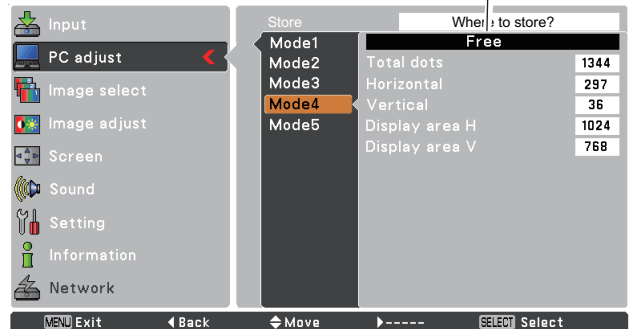 Input
PC adjust
Image select
Image adjust
Screen
Sound
Setting
Information
Network
Store
Where to store?
Mode1
Mode2
Mode3
Mode4
Mode5
Free
Total dots 1344
Horizontal 297
Vertical 36
Display area H 1024
Display area V 768
MENU Exit Back Move ----- SELECT Select